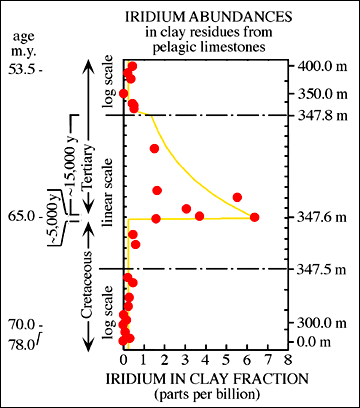 IRIDIUM ABUNDANCES
in clay residues from
pelagic limestones
age
m.y.
53.5
65.0
70.0
78.0
~15,000 y
~5,000 y
Tertiary
Cretaceous
log scale
linear scale
log scale
400.0 m
350.0 m
347.8 m
347.6 m
347.5 m
300.0 m
0.0 m
0 1 2 3 4 5 6 7 8
IRIDIUM IN CLAY FRACTION
(parts per billion)